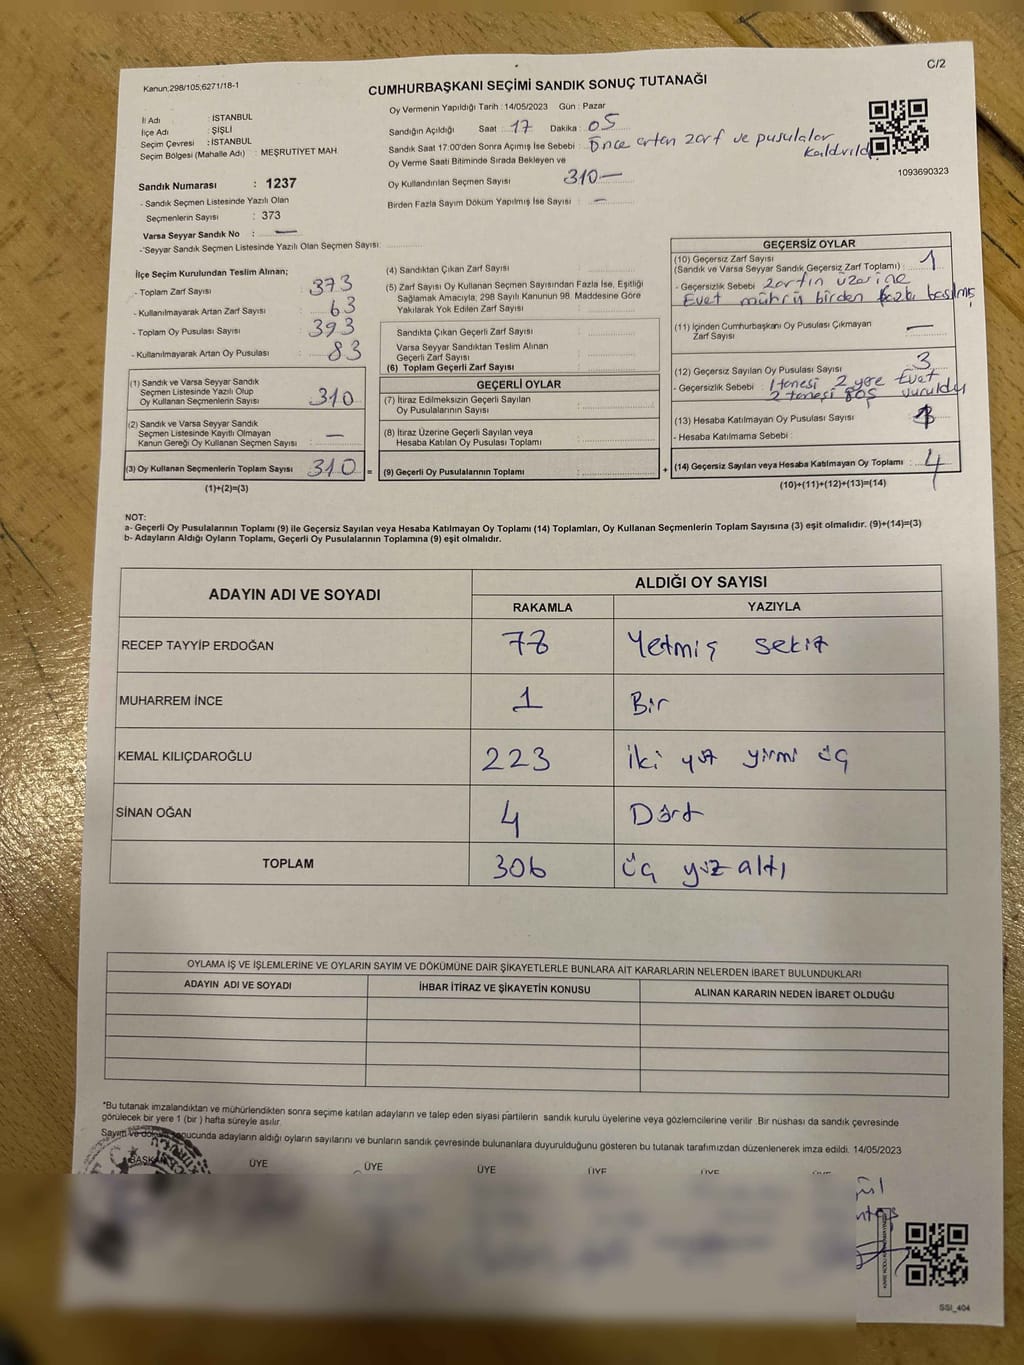 C/2
Kanun,298/105,6271/18-1
CUMHURBAŞKANI SEÇİMİ SANDIK SONUÇ TUTANAĞI
İl Adı : İSTANBUL
İlçe Adı : ŞİŞLİ
Seçim Çevresi : İSTANBUL
Seçim Bölgesi (Mahalle Adı) : MEŞRUTİYET MAH.
Sandık Numarası : 1237
- Sandık Seçmen Listesinde Yazılı Olan
Seçmenlerin Sayısı : 373
Varsa Seyyar Sandık No : —
-"Seyyar Sandık Seçmen Listesinde Yazılı Olan Seçmen Sayısı:
Oy Vermenin Yapıldığı Tarih : 14/05/2023 Gün : Pazar
Sandığın Açıldığı Saat : 17 Dakika : 05
Sandık Saat 17:00'den Sonra Açımış İse Sebebi : Önce artan zarf ve pusulalar
kaldırıldı
Oy Verme Saati Bitiminde Sırada Bekleyen ve
Oy Kullandırılan Seçmen Sayısı 310—
Birden Fazla Sayım Döküm Yapılmış İse Sayısı : —
1093690323
İlçe Seçim Kurulundan Teslim Alınan;
- Toplam Zarf Sayısı : 373
- Kullanılmayarak Artan Zarf Sayısı : 63
- Toplam Oy Pusulası Sayısı : 393
- Kullanılmayarak Artan Oy Pusulası : 83
(1) Sandık ve Varsa Seyyar Sandık
Seçmen Listesinde Yazılı Olup
Oy Kullanan Seçmenlerin Sayısı : 310
(2) Sandık ve Varsa Seyyar Sandık
Seçmen Listesinde Kayıtlı Olmayan
Kanun Gereği Oy Kullanan Seçmen Sayısı : —
(3) Oy Kullanan Seçmenlerin Toplam Sayısı : 310 =
(1)+(2)=(3)
(4) Sandıktan Çıkan Zarf Sayısı :
(5) Zarf Sayısı Oy Kullanan Seçmen Sayısından Fazla İse, Eşitliği
Sağlamak Amacıyla, 298 Sayılı Kanunun 98. Maddesine Göre
Yakılarak Yok Edilen Zarf Sayısı :
Sandıkta Çıkan Geçerli Zarf Sayısı :
Varsa Seyyar Sandıktan Teslim Alınan
Geçerli Zarf Sayısı :
(6) Toplam Geçerli Zarf Sayısı :
GEÇERLİ OYLAR
(7) İtiraz Edilmeksizin Geçerli Sayılan
Oy Pusulalarının Sayısı :
(8) İtiraz Üzerine Geçerli Sayılan veya
Hesaba Katılan Oy Pusulası Toplamı :
(9) Geçerli Oy Pusulalarının Toplamı : +
GEÇERSİZ OYLAR
(10) Geçersiz Zarf Sayısı
(Sandık ve Varsa Seyyar Sandık Geçersiz Zarf Toplamı) : 1
- Geçersizlik Sebebi : Zarfın üzerine
Evet mührü birden fazla basılmış
(11) İçinden Cumhurbaşkanı Oy Pusulası Çıkmayan
Zarf Sayısı : —
(12) Geçersiz Sayılan Oy Pusulası Sayısı : 3
- Geçersizlik Sebebi : 1 tanesi 2 yere Evet
2 tanesi boş vuruldu
(13) Hesaba Katılmayan Oy Pusulası Sayısı :
- Hesaba Katılmama Sebebi :
(14) Geçersiz Sayılan veya Hesaba Katılmayan Oy Toplamı : 4
(10)+(11)+(12)+(13)=(14)
NOT:
a- Geçerli Oy Pusulalarının Toplamı (9) ile Geçersiz Sayılan veya Hesaba Katılmayan Oy Toplamı (14) Toplamları, Oy Kullanan Seçmenlerin Toplam Sayısına (3) eşit olmalıdır. (9)+(14)=(3)
b- Adayların Aldığı Oyların Toplamı, Geçerli Oy Pusulalarının Toplamına (9) eşit olmalıdır.
ADAYIN ADI VE SOYADI
ALDIĞI OY SAYISI
RAKAMLA YAZIYLA
RECEP TAYYİP ERDOĞAN 78 Yetmiş sekiz
MUHARREM İNCE 1 Bir
KEMAL KILIÇDAROĞLU 223 iki yüz yirmi üç
SİNAN OĞAN 4 Dört
TOPLAM 306 üç yüz altı
OYLAMA İŞ VE İŞLEMLERİNE VE OYLARIN SAYIM VE DÖKÜMÜNE DAİR ŞİKAYETLERLE BUNLARA AİT KARARLARIN NELERDEN İBARET BULUNDUKLARI
ADAYIN ADI VE SOYADI İHBAR İTİRAZ VE ŞİKAYETİN KONUSU ALINAN KARARIN NEDEN İBARET OLDUĞU
*Bu tutanak imzalandıktan ve mühürlendikten sonra seçime katılan adayların ve talep eden siyasi partilerin sandık kurulu üyelerine veya gözlemcilerine verilir. Bir nüshası da sandık çevresinde
görülecek bir yere 1 (bir ) hafta süreyle asılır.
Sayım ve döküm sonucunda adayların aldığı oyların sayılarını ve bunların sandık çevresinde bulunanlara duyurulduğunu gösteren bu tutanak tarafımızdan düzenlenerek imza edildi. 14/05/2023
BAŞKAN ÜYE ÜYE ÜYE ÜYE ÜYE ÜYE
SSI_404